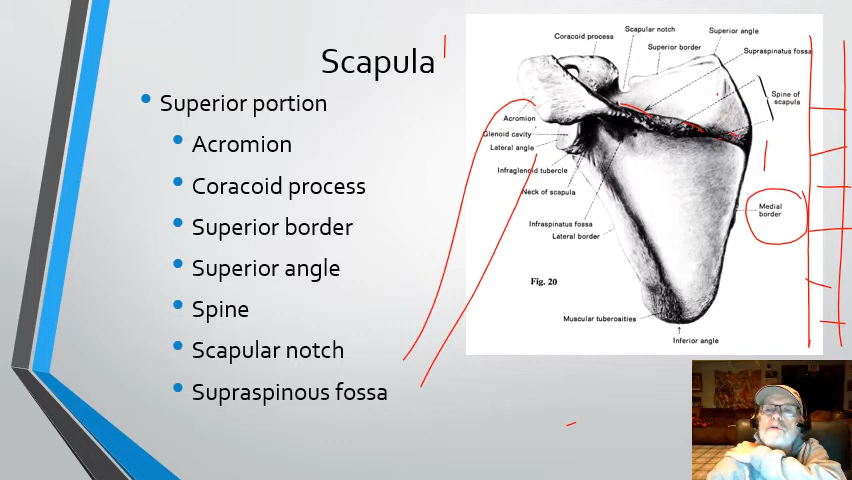 Scapula
Superior portion
Acromion
Coracoid process
Superior border
Superior angle
Spine
Scapular notch
Supraspinous fossa
Coracoid process
Scapular notch
Superior angle
Superior border
Supraspinatus fossa
Spine of
scapula
Acromion
Glenoid cavity
Lateral angle
Infraglenoid tubercle
Neck of scapula
Medial
border
Infraspinatus fossa
Lateral border
Fig. 20
Muscular tuberosities
Inferior angle